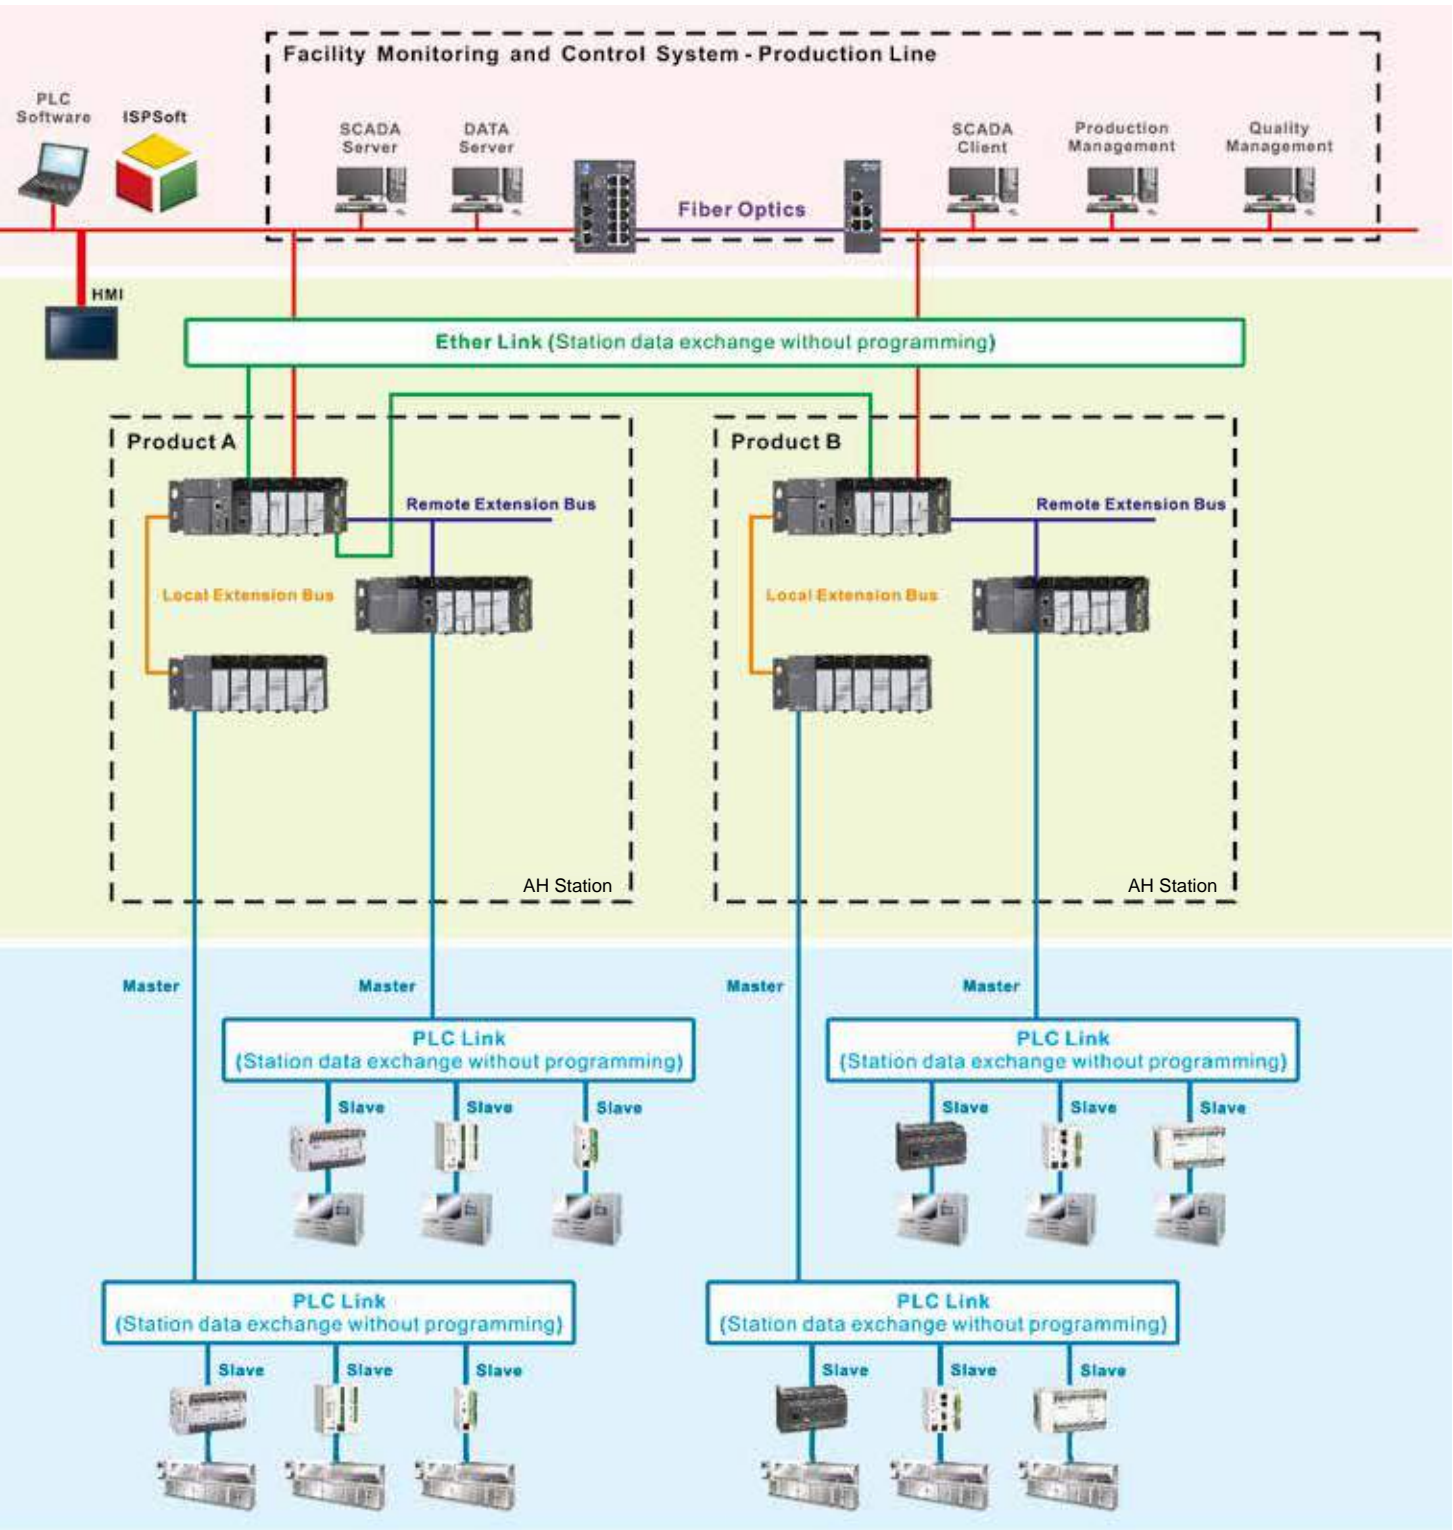 Facility Monitoring and Control System - Production Line
PLC
Software
ISPSoft
SCADA
Server
DATA
Server
SCADA
Client
Production
Management
Quality
Management
Fiber Optics
HMI
Ether Link (Station data exchange without programming)
Product A
Remote Extension Bus
Local Extension Bus
AH Station
Product B
Remote Extension Bus
Local Extension Bus
AH Station
Master
Master
Master
Master
PLC Link
(Station data exchange without programming)
Slave
Slave
Slave
PLC Link
(Station data exchange without programming)
Slave
Slave
Slave
PLC Link
(Station data exchange without programming)
Slave
Slave
Slave
PLC Link
(Station data exchange without programming)
Slave
Slave
Slave